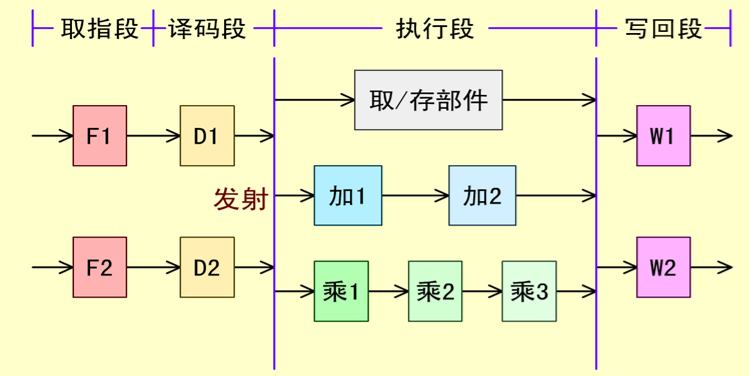 取指段 译码段 执行段 写回段
取/存部件
F1 D1 W1
发射 加1 加2
F2 D2 W2
乘1 乘2 乘3